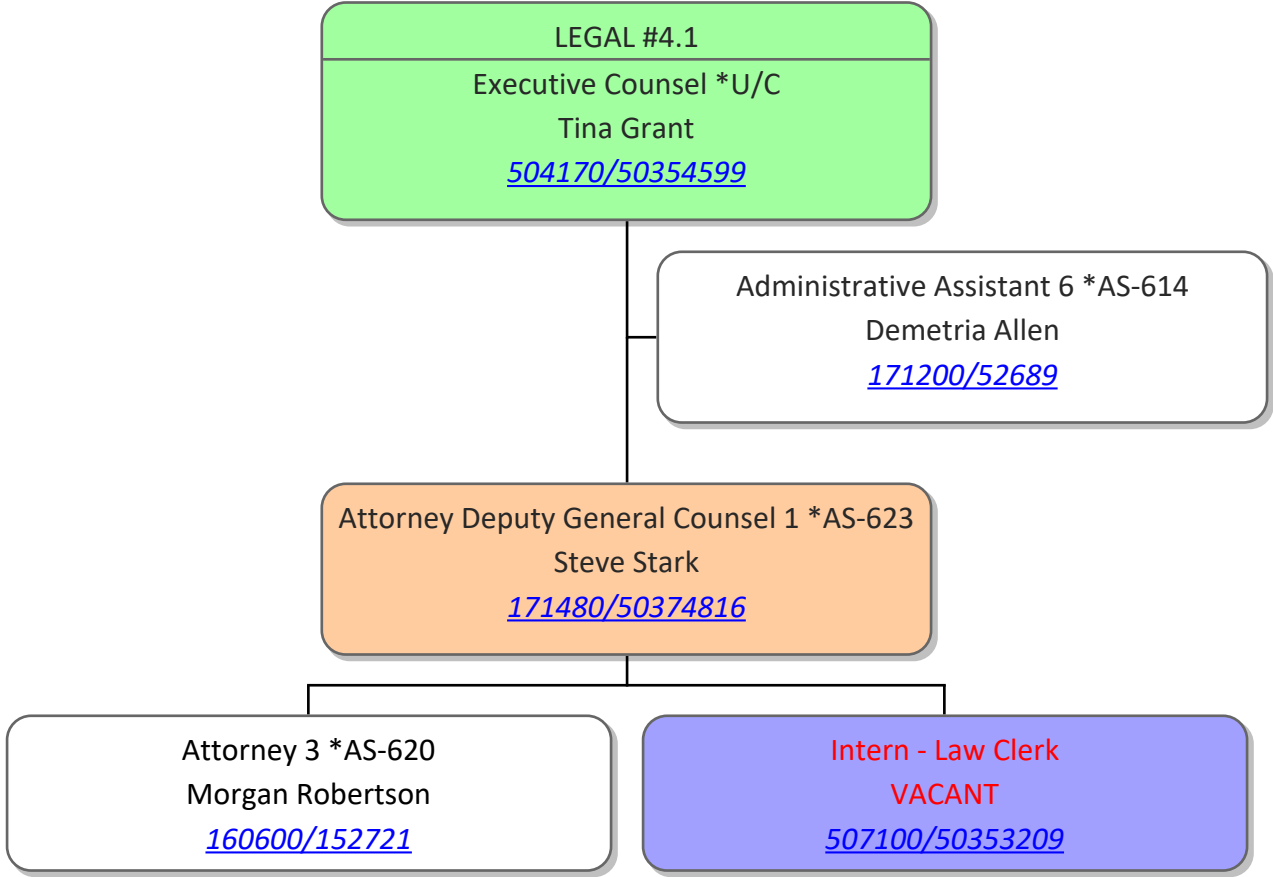 LEGAL #4.1
Executive Counsel *U/C
Tina Grant
504170/50354599
Administrative Assistant 6 *AS-614
Demetria Allen
171200/52689
Attorney Deputy General Counsel 1 *AS-623
Steve Stark
171480/50374816
Attorney 3 *AS-620
Morgan Robertson
160600/152721
Intern - Law Clerk
VACANT
507100/50353209